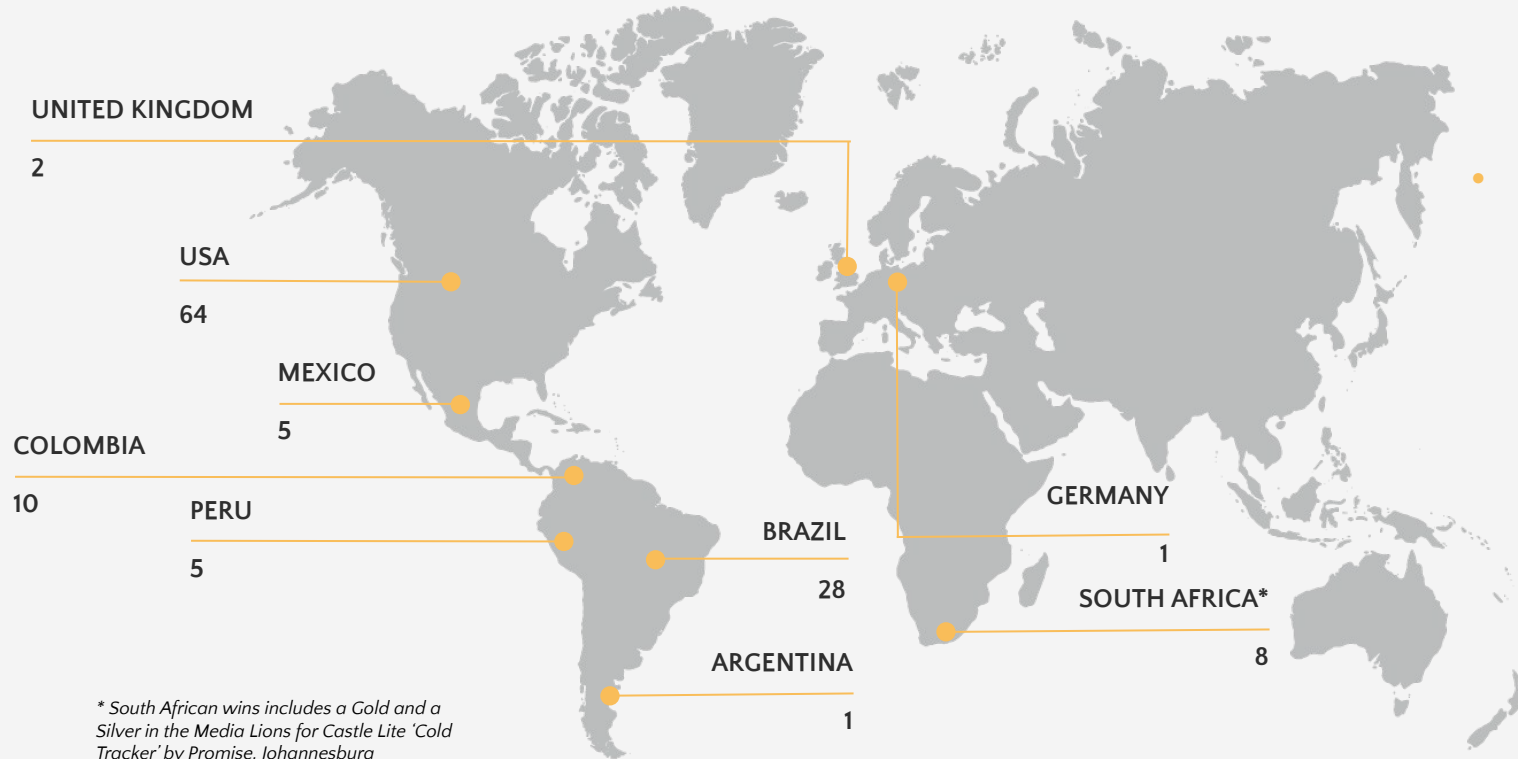 UNITED KINGDOM
2
USA
64
MEXICO
5
COLOMBIA
10
PERU
5
BRAZIL
28
GERMANY
1
SOUTH AFRICA*
8
ARGENTINA
1
* South African wins includes a Gold and a
Silver in the Media Lions for Castle Lite ‘Cold
Tracker’ by Promise, Johannesburg